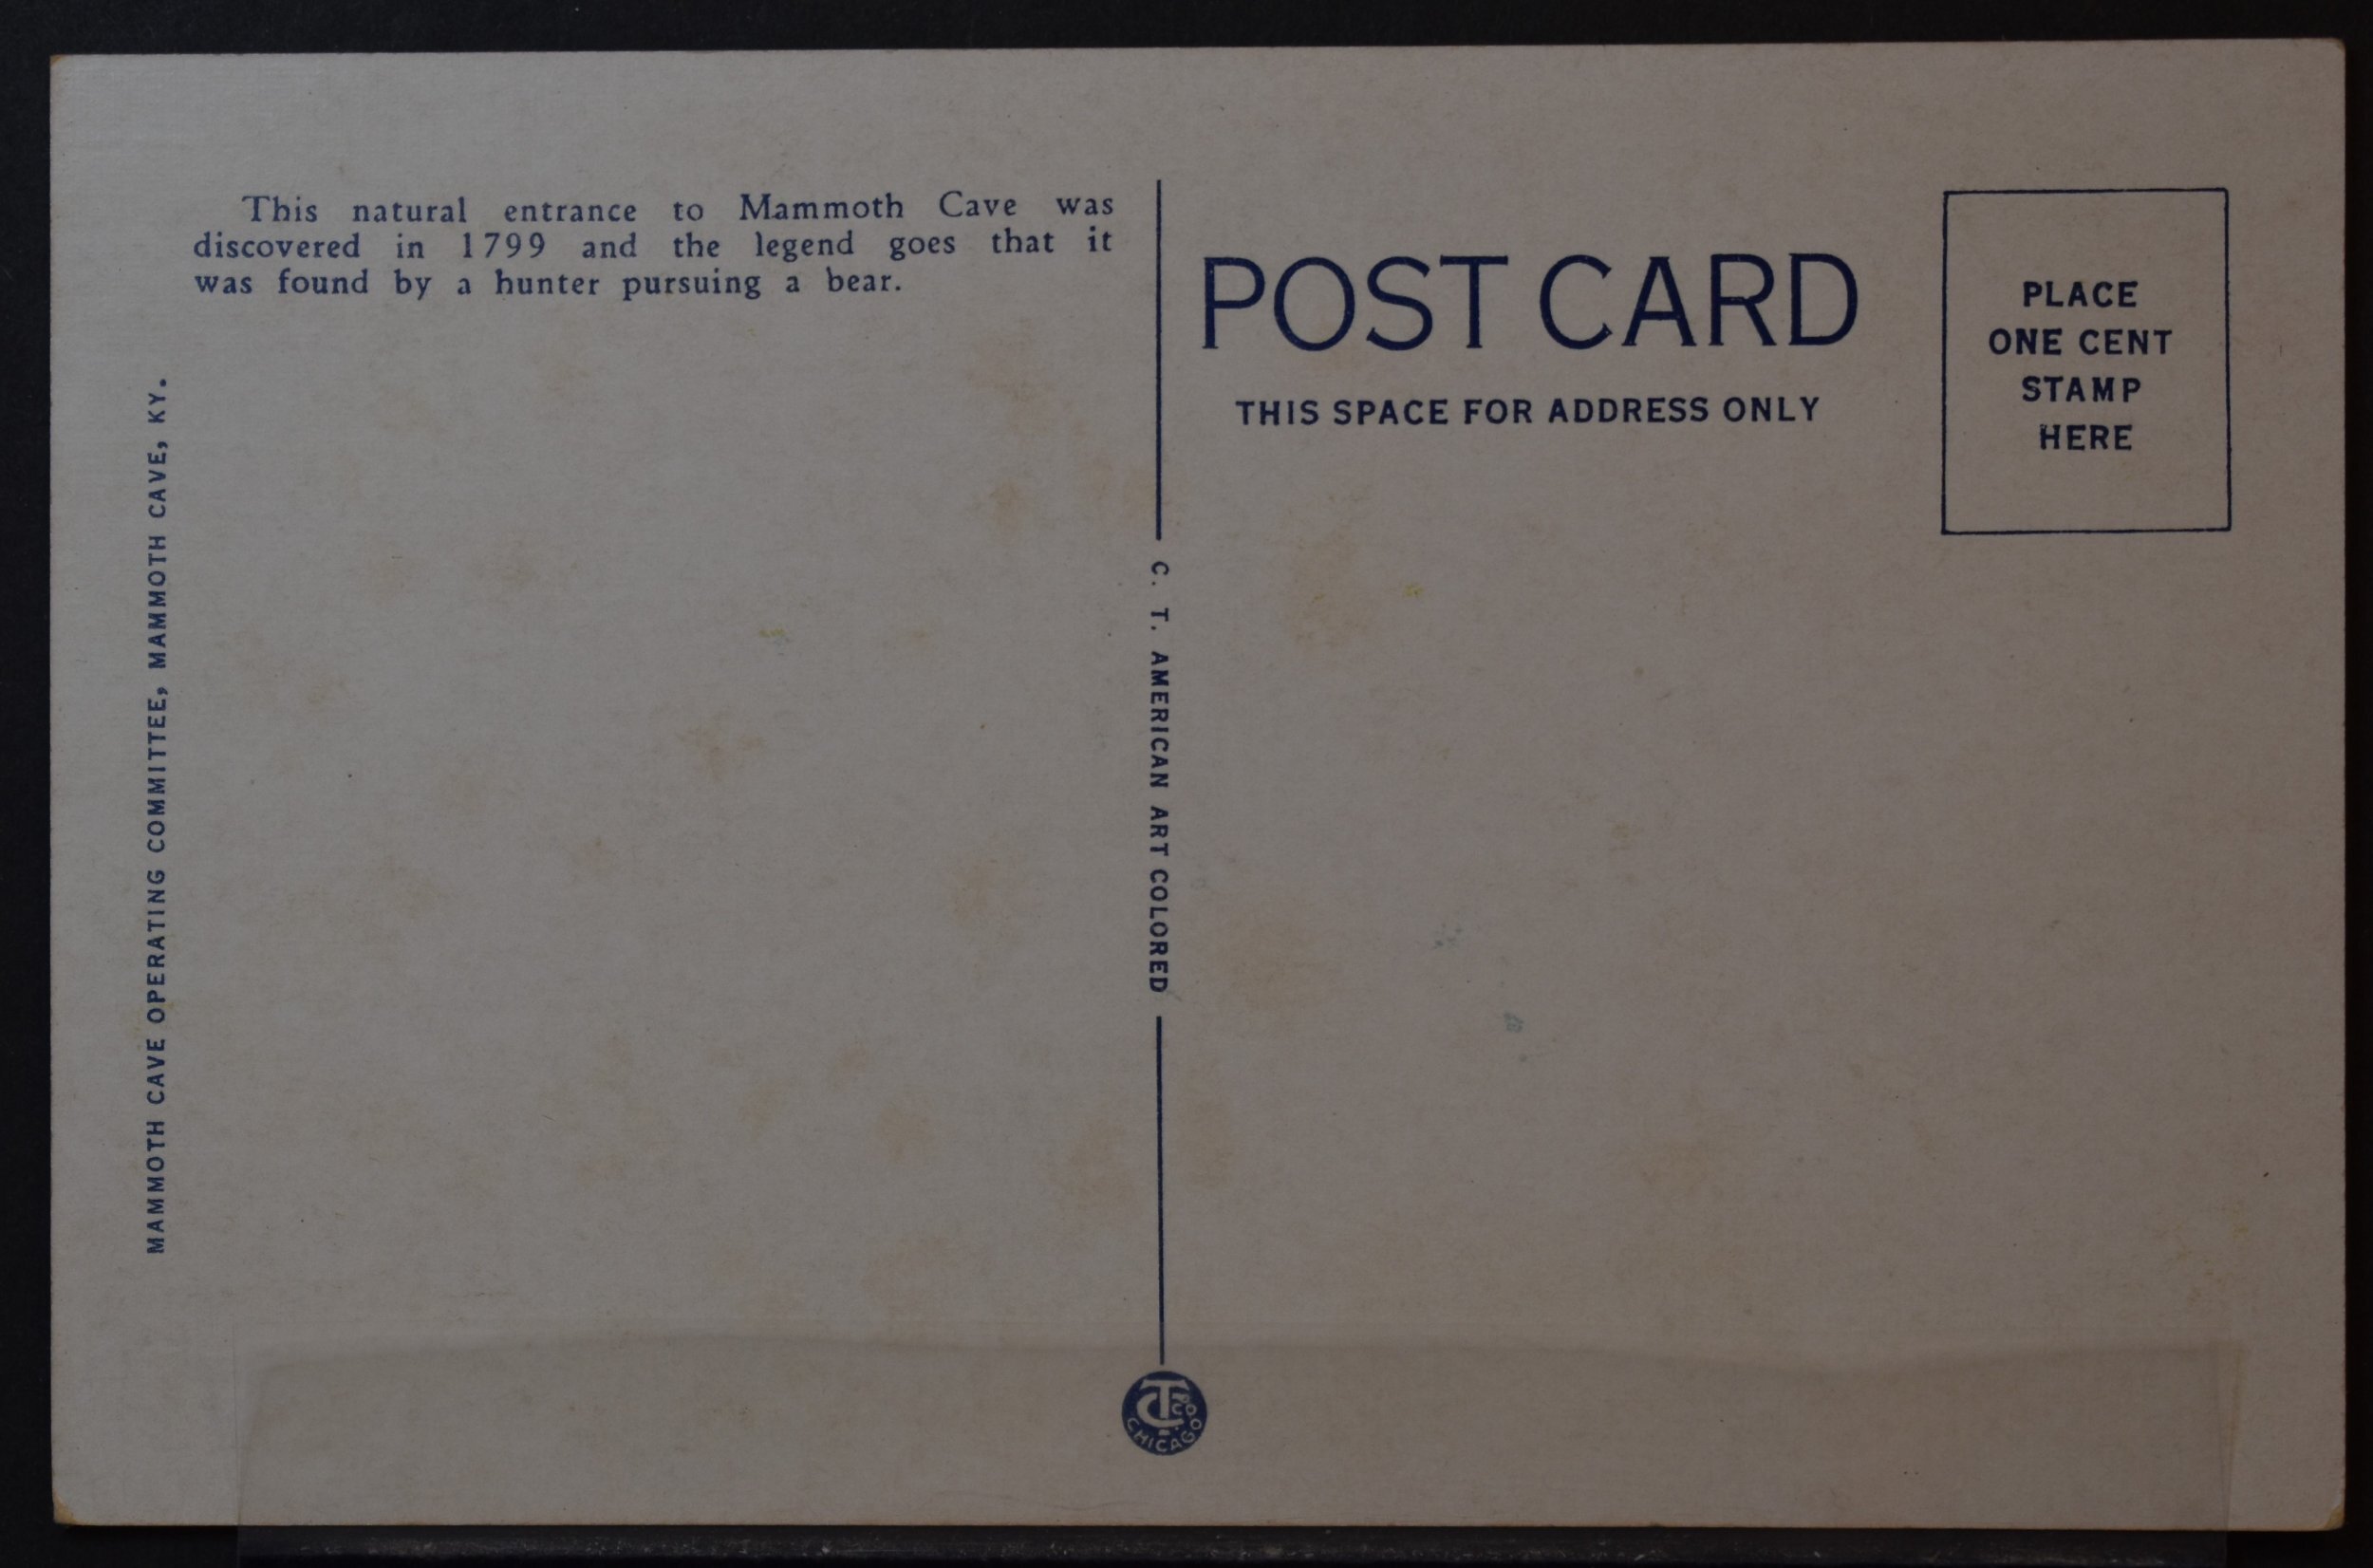 This natural entrance to Mammoth Cave was
discovered in 1799 and the legend goes that it
was found by a hunter pursuing a bear.
MAMMOTH CAVE OPERATING COMMITTEE, MAMMOTH CAVE, KY.
C. T. AMERICAN ART COLORED
POST CARD
THIS SPACE FOR ADDRESS ONLY
PLACE
ONE CENT
STAMP
HERE
CT CO
CHICAGO